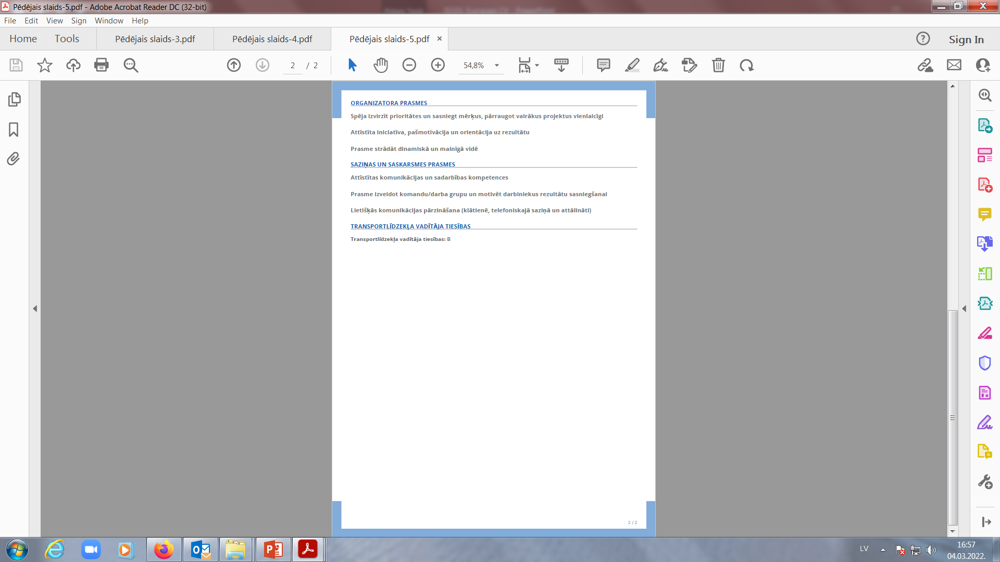 Pēdējais slaids-5.pdf - Adobe Acrobat Reader DC (32-bit)
File Edit View Sign Window Help
Home Tools Pēdējais slaids-3.pdf Pēdējais slaids-4.pdf Pēdējais slaids-5.pdf × Sign In
2 / 2 54,8%
ORGANIZATORA PRASMES
Spēja izvirzīt prioritātes un sasniegt mērķus, pārraugot vairākus projektus vienlaicīgi
Attīstīta iniciatīva, pašmotivācija un orientācija uz rezultātu
Prasme strādāt dinamiskā un mainīgā vidē
SAZIŅAS UN SASKARSMES PRASMES
Attīstītas komunikācijas un sadarbības kompetences
Prasme izveidot komandu/darba grupu un motivēt darbiniekus rezultātu sasniegšanai
Lietišķās komunikācijas pārzināšana (klātienē, telefoniskajā saziņā un attālināti)
TRANSPORTLĪDZEKĻA VADĪTĀJA TIESĪBAS
Transportlīdzekļa vadītāja tiesības: B
2 / 2
LV
16:57
04.03.2022.